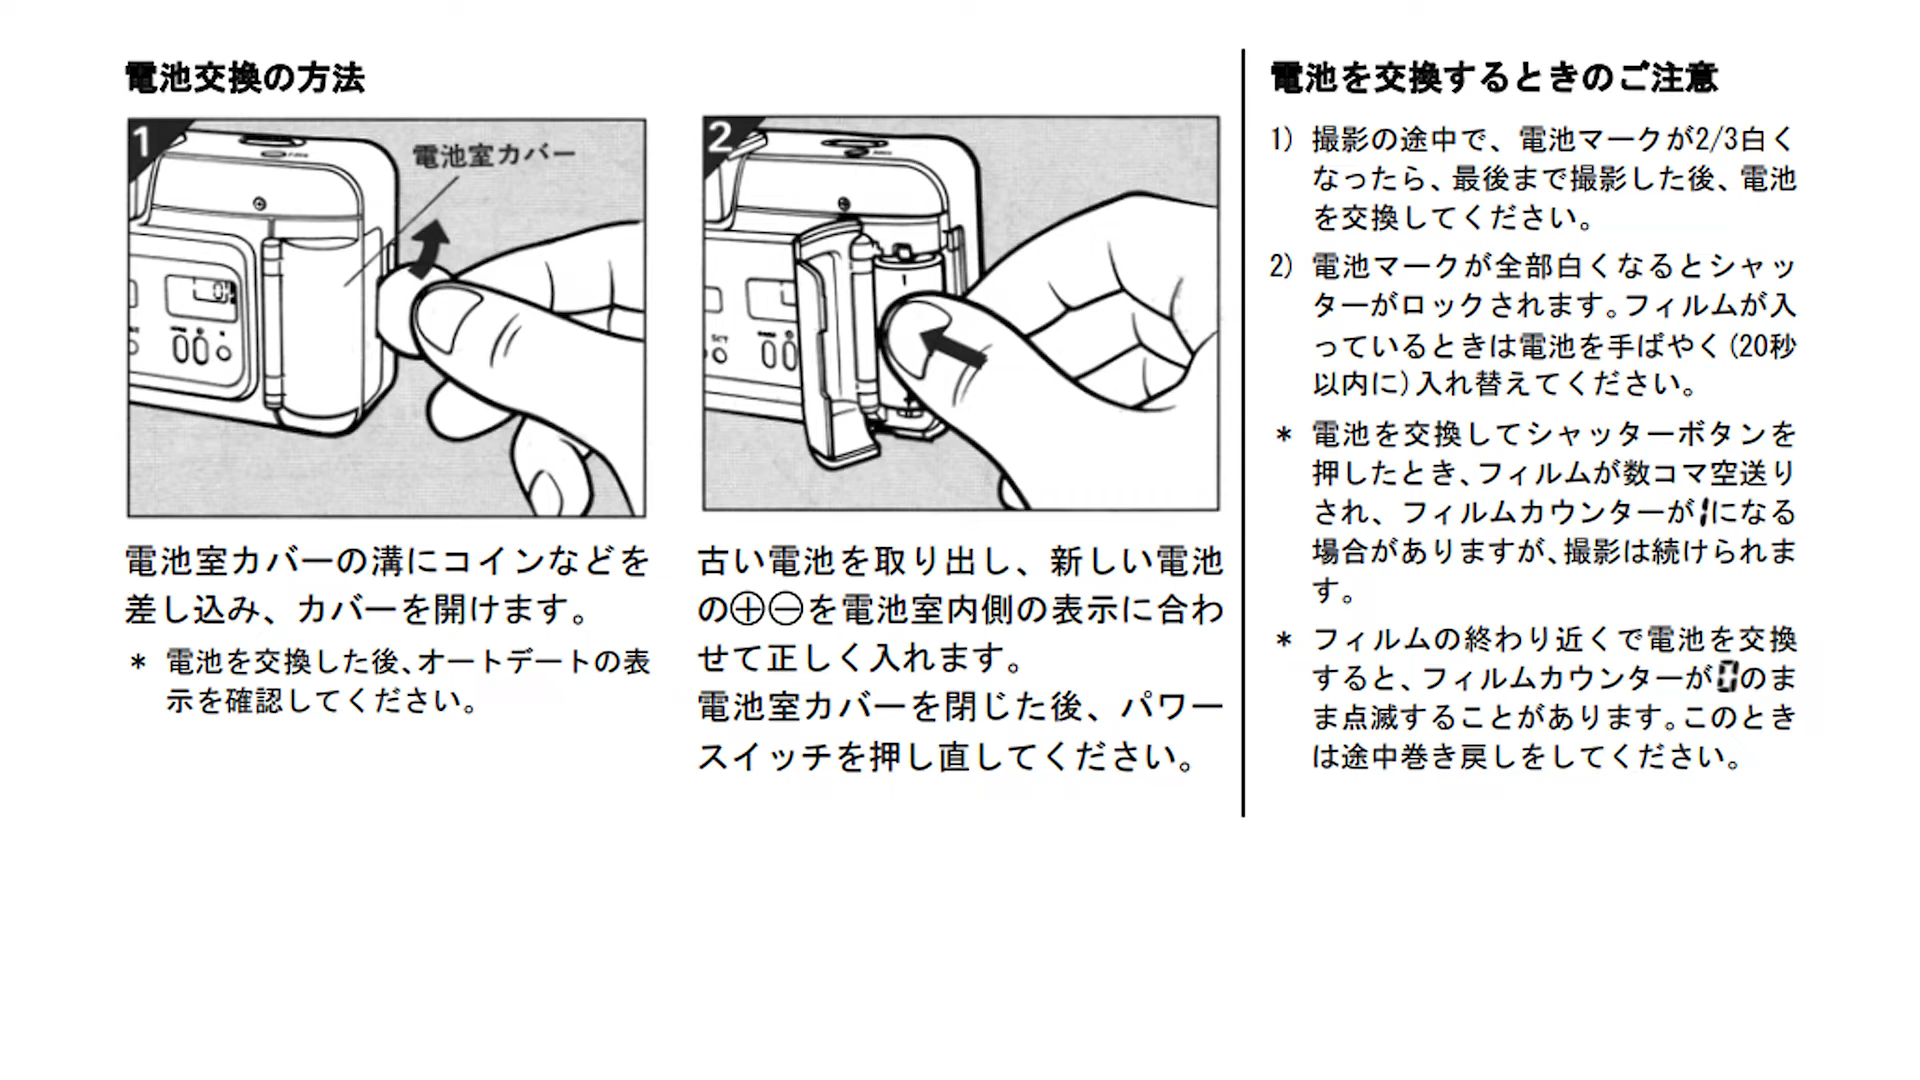 電池交換の方法
1
電池室カバー
電池室カバーの溝にコインなどを
差し込み、カバーを開けます。
* 電池を交換した後、オートデートの表
示を確認してください。
2
古い電池を取り出し、新しい電池
の⊕⊖を電池室内側の表示に合わ
せて正しく入れます。
電池室カバーを閉じた後、パワー
スイッチを押し直してください。
電池を交換するときのご注意
1) 撮影の途中で、電池マークが2/3白く
なったら、最後まで撮影した後、電池
を交換してください。
2) 電池マークが全部白くなるとシャッ
ターがロックされます。フィルムが入
っているときは電池を手ばやく(20秒
以内に)入れ替えてください。
* 電池を交換してシャッターボタンを
押したとき、フィルムが数コマ空送り
され、フィルムカウンターが1になる
場合がありますが、撮影は続けられま
す。
* フィルムの終わり近くで電池を交換
すると、フィルムカウンターが0のま
ま点滅することがあります。このとき
は途中巻き戻しをしてください。